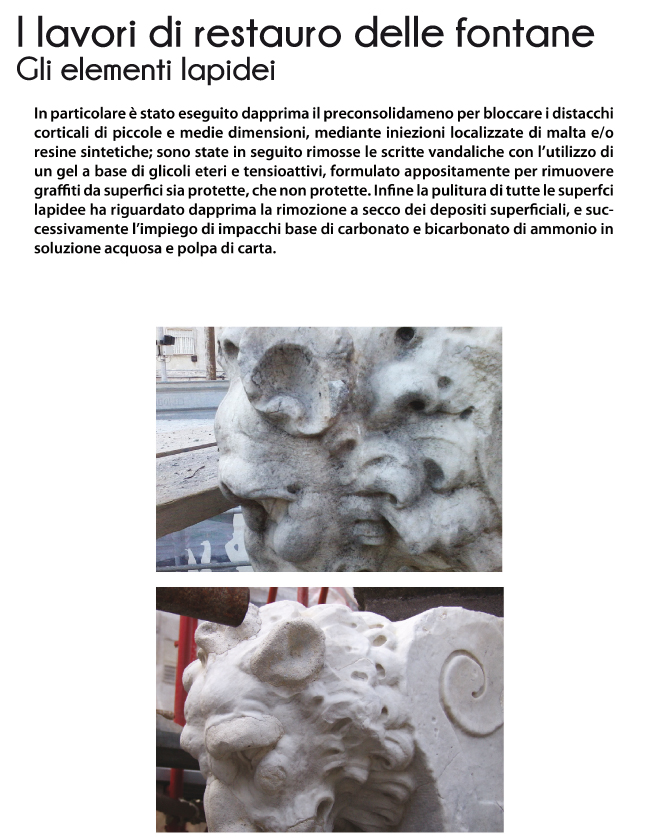 I lavori di restauro delle fontane
Gli elementi lapidei
In particolare è stato eseguito dapprima il preconsolidameno per bloccare i distacchi
corticali di piccole e medie dimensioni, mediante iniezioni localizzate di malta e/o
resine sintetiche; sono state in seguito rimosse le scritte vandaliche con l'utilizzo di
un gel a base di glicoli eteri e tensioattivi, formulato appositamente per rimuovere
graffiti da superfici sia protette, che non protette. Infine la pulitura di tutte le superfci
lapidee ha riguardato dapprima la rimozione a secco dei depositi superficiali, e suc-
cessivamente l'impiego di impacchi base di carbonato e bicarbonato di ammonio in
soluzione acquosa e polpa di carta.